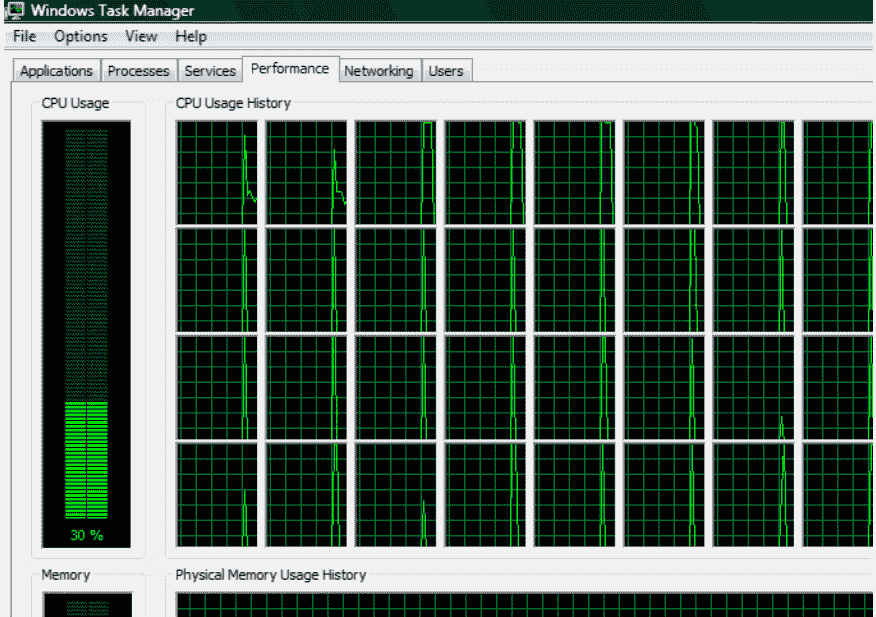 Windows Task Manager
File Options View Help
Applications Processes Services Performance Networking Users
CPU Usage CPU Usage History
30 %
Memory Physical Memory Usage History